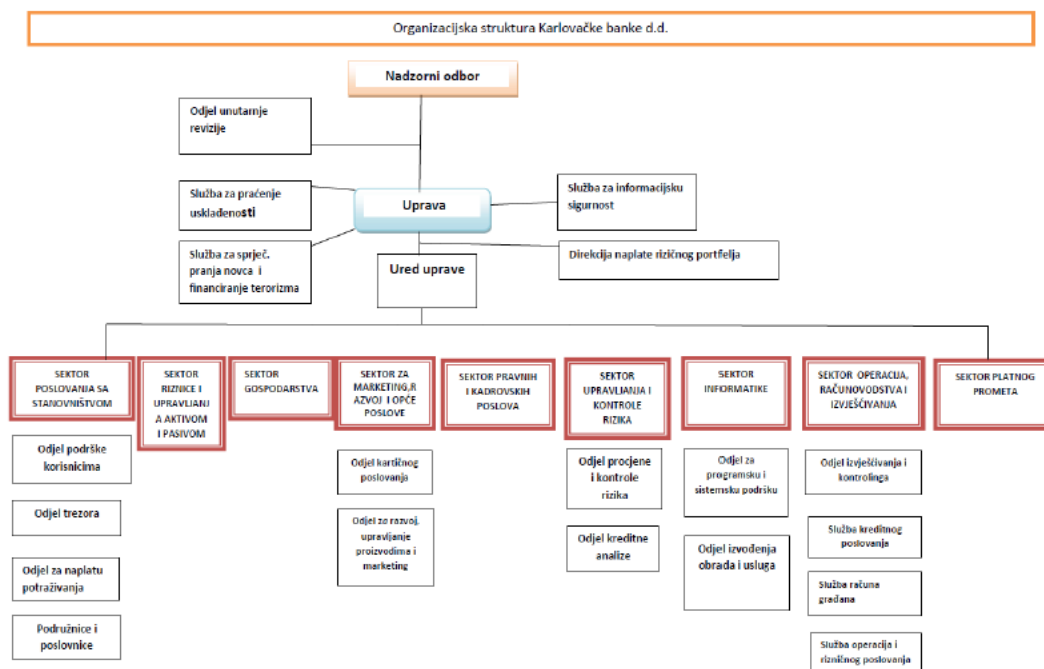 Organizacijska struktura Karlovačke banke d.d.
Nadzorni odbor
Odjel unutarnje
revizije
Služba za praćenje
usklađenosti
Uprava
Služba za informacijsku
sigurnost
Služba za sprječ.
pranja novca i
financiranje terorizma
Ured uprave
Direkcija naplate rizičnog portfelja
SEKTOR
POSLOVANJA SA
STANOVNIŠTVOM
SEKTOR
RIZNICE I
UPRAVLJANJ
A AKTIVOM
I PASIVOM
SEKTOR
GOSPODARSTVA
SEKTOR ZA
MARKETING,R
AZVOJ I OPĆE
POSLOVE
SEKTOR PRAVNIH
I KADROVSKIH
POSLOVA
SEKTOR
UPRAVLJANJA I
KONTROLE
RIZIKA
SEKTOR
INFORMATIKE
SEKTOR OPERACIJA,
RAČUNOVODSTVA I
IZVJEŠČIVANJA
SEKTOR PLATNOG
PROMETA
Odjel podrške
korisnicima
Odjel trezora
Odjel za naplatu
potraživanja
Podružnice i
poslovnice
Odjel kartičnog
poslovanja
Odjel za razvoj,
upravljanje
proizvodima i
marketing
Odjel procjene
i kontrole
rizika
Odjel kreditne
analize
Odjel za
programsku i
sistemsku podršku
Odjel izvođenja
obrada i usluga
Odjel izvješčivanja i
kontrolinga
Služba kreditnog
poslovanja
Služba računa
građana
Služba operacija i
rizničnog poslovanja